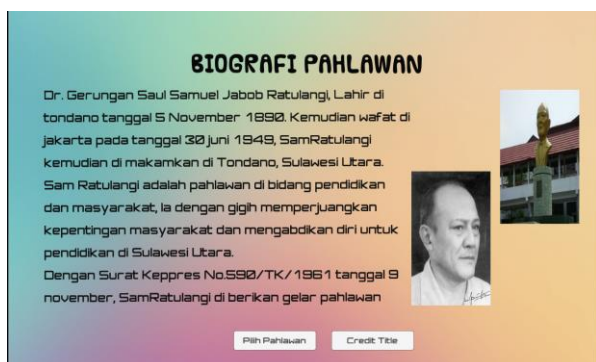 BIOGRAFI PAHLAWAN
Dr. Gerungan Saul Samuel Jabob Ratulangi, Lahir di
tondano tanggal 5 November 1890. Kemudian wafat di
jakarta pada tanggal 30 juni 1949, SamRatulangi
kemudian di makamkan di Tondano, Sulawesi Utara.
Sam Ratulangi adalah pahlawan di bidang pendidikan
dan masyarakat, Ia dengan gigih memperjuangkan
kepentingan masyarakat dan mengabdikan diri untuk
pendidikan di Sulawesi Utara.
Dengan Surat Keppres No.590/TK/1961 tanggal 9
november, SamRatulangi di berikan gelar pahlawan
Pilih Pahlawan
Credit Title